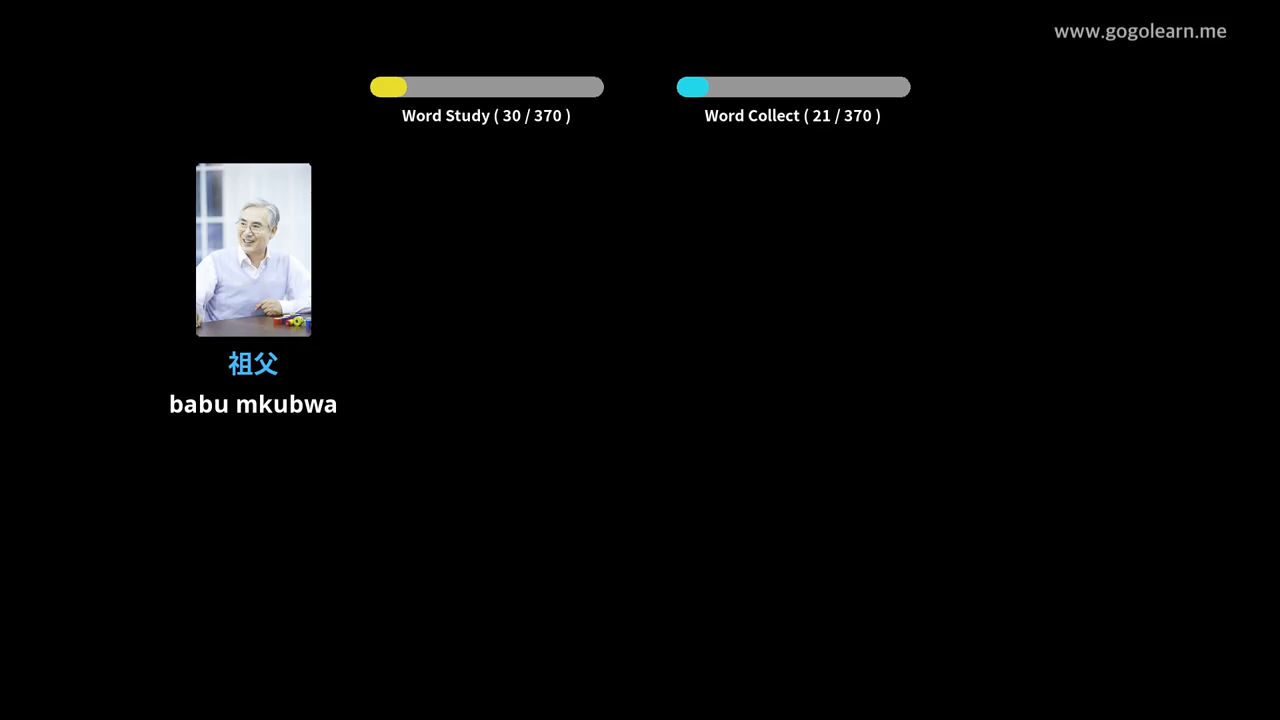 www.gogolearn.me
Word Study ( 30 / 370 )
Word Collect ( 21 / 370 )
祖父
babu mkubwa